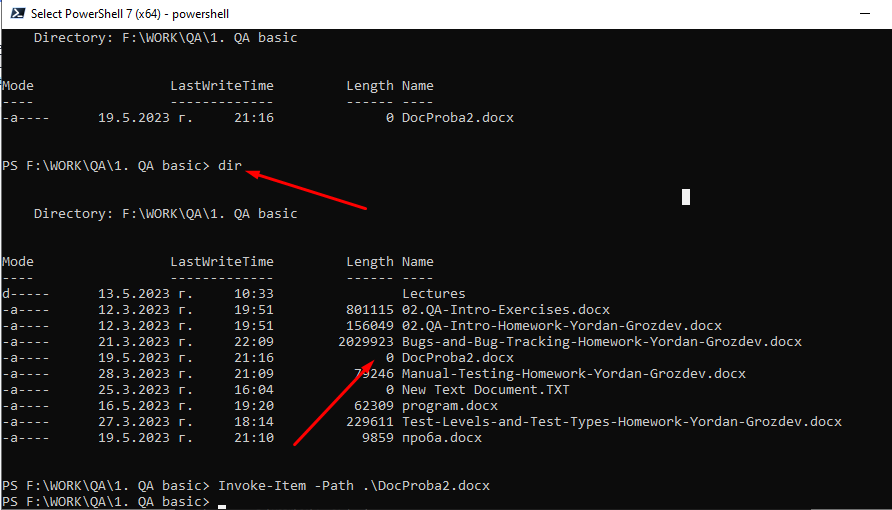 Select PowerShell 7 (x64) - powershell
Directory: F:\WORK\QA\1. QA basic
Mode                 LastWriteTime         Length Name
----                 -------------         ------ ----
-a----      19.5.2023 г.     21:16              0 DocProba2.docx
PS F:\WORK\QA\1. QA basic> dir
Directory: F:\WORK\QA\1. QA basic
Mode                 LastWriteTime         Length Name
----                 -------------         ------ ----
d-----      13.5.2023 г.     10:33                Lectures
-a----      12.3.2023 г.     19:51         801115 02.QA-Intro-Exercises.docx
-a----      12.3.2023 г.     19:51         156049 02.QA-Intro-Homework-Yordan-Grozdev.docx
-a----      21.3.2023 г.     22:09        2029923 Bugs-and-Bug-Tracking-Homework-Yordan-Grozdev.docx
-a----      19.5.2023 г.     21:16              0 DocProba2.docx
-a----      28.3.2023 г.     21:09          79246 Manual-Testing-Homework-Yordan-Grozdev.docx
-a----      25.3.2023 г.     16:04              0 New Text Document.TXT
-a----      16.5.2023 г.     19:20          62309 program.docx
-a----      27.3.2023 г.     18:14         229611 Test-Levels-and-Test-Types-Homework-Yordan-Grozdev.docx
-a----      19.5.2023 г.     21:10           9859 проба.docx
PS F:\WORK\QA\1. QA basic> Invoke-Item -Path .\DocProba2.docx
PS F:\WORK\QA\1. QA basic>